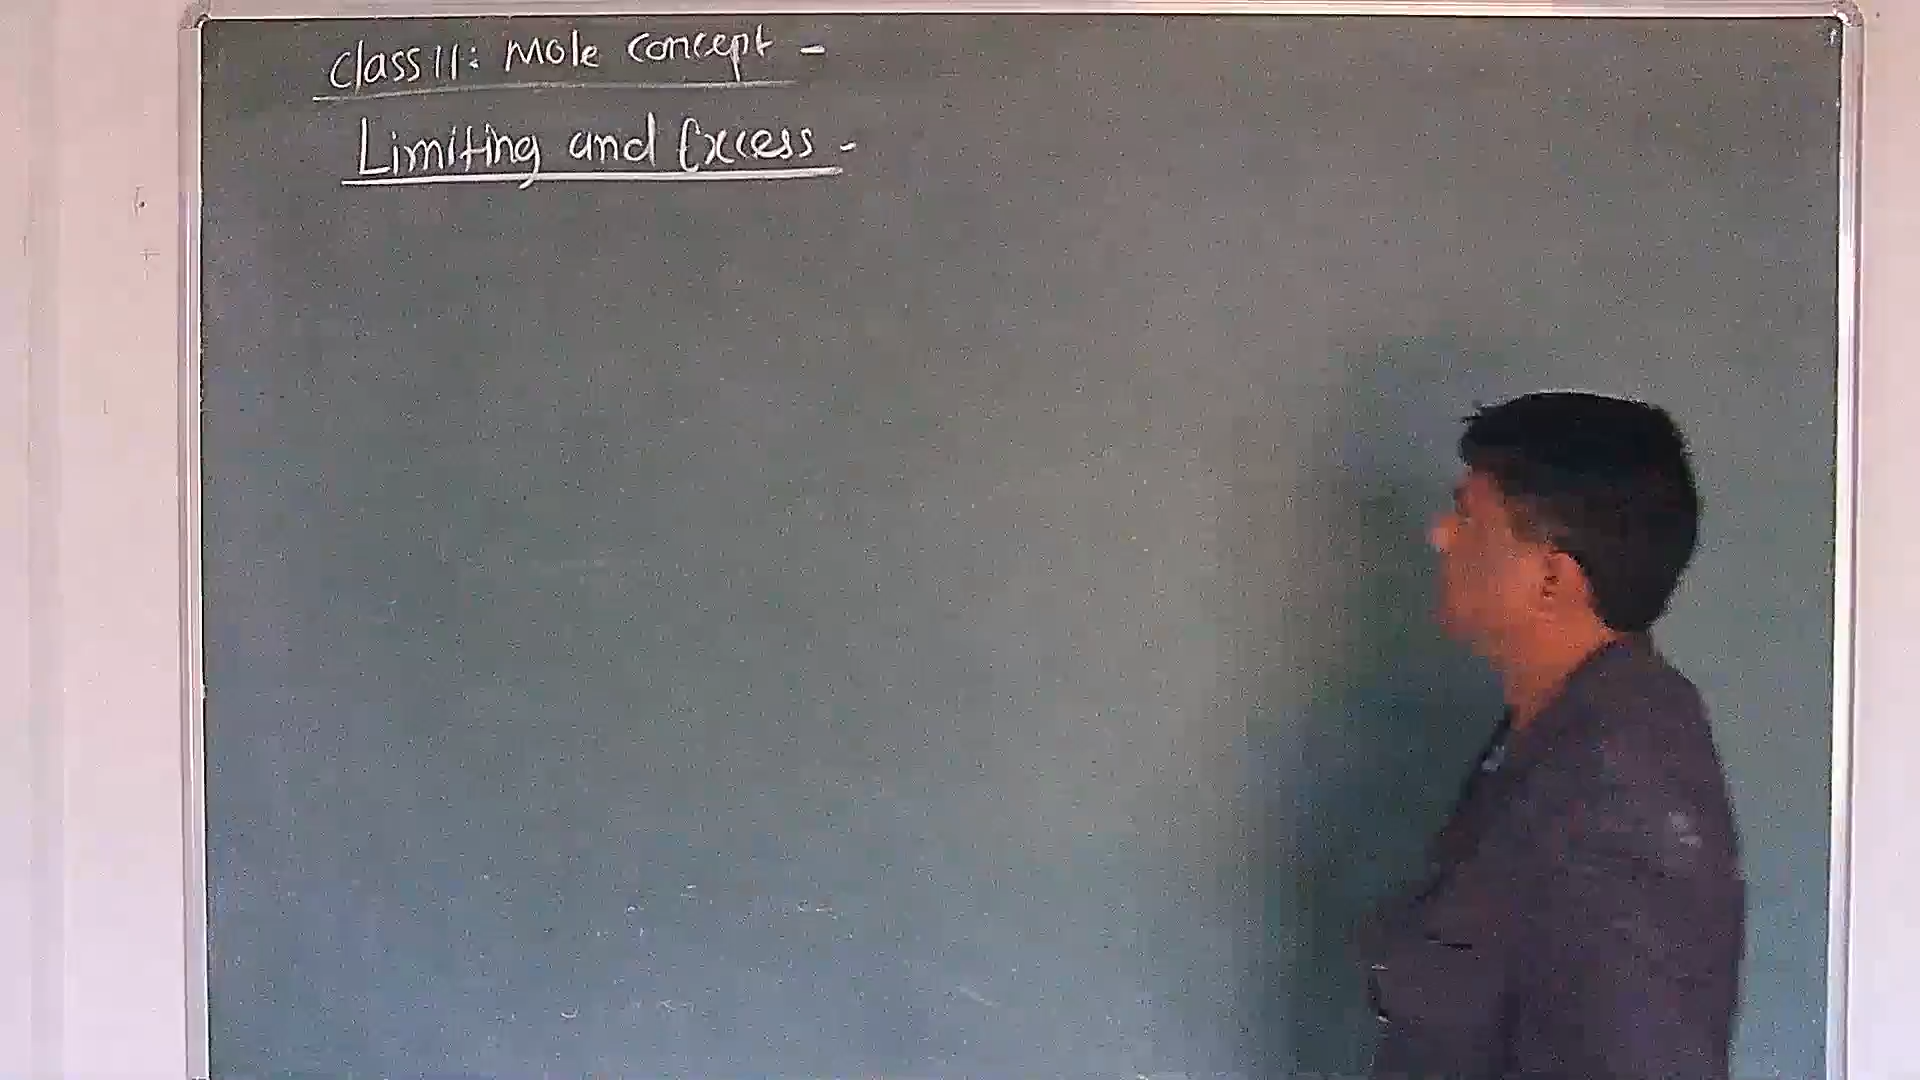 Class 11: Mole concept -
Limiting and Excess -